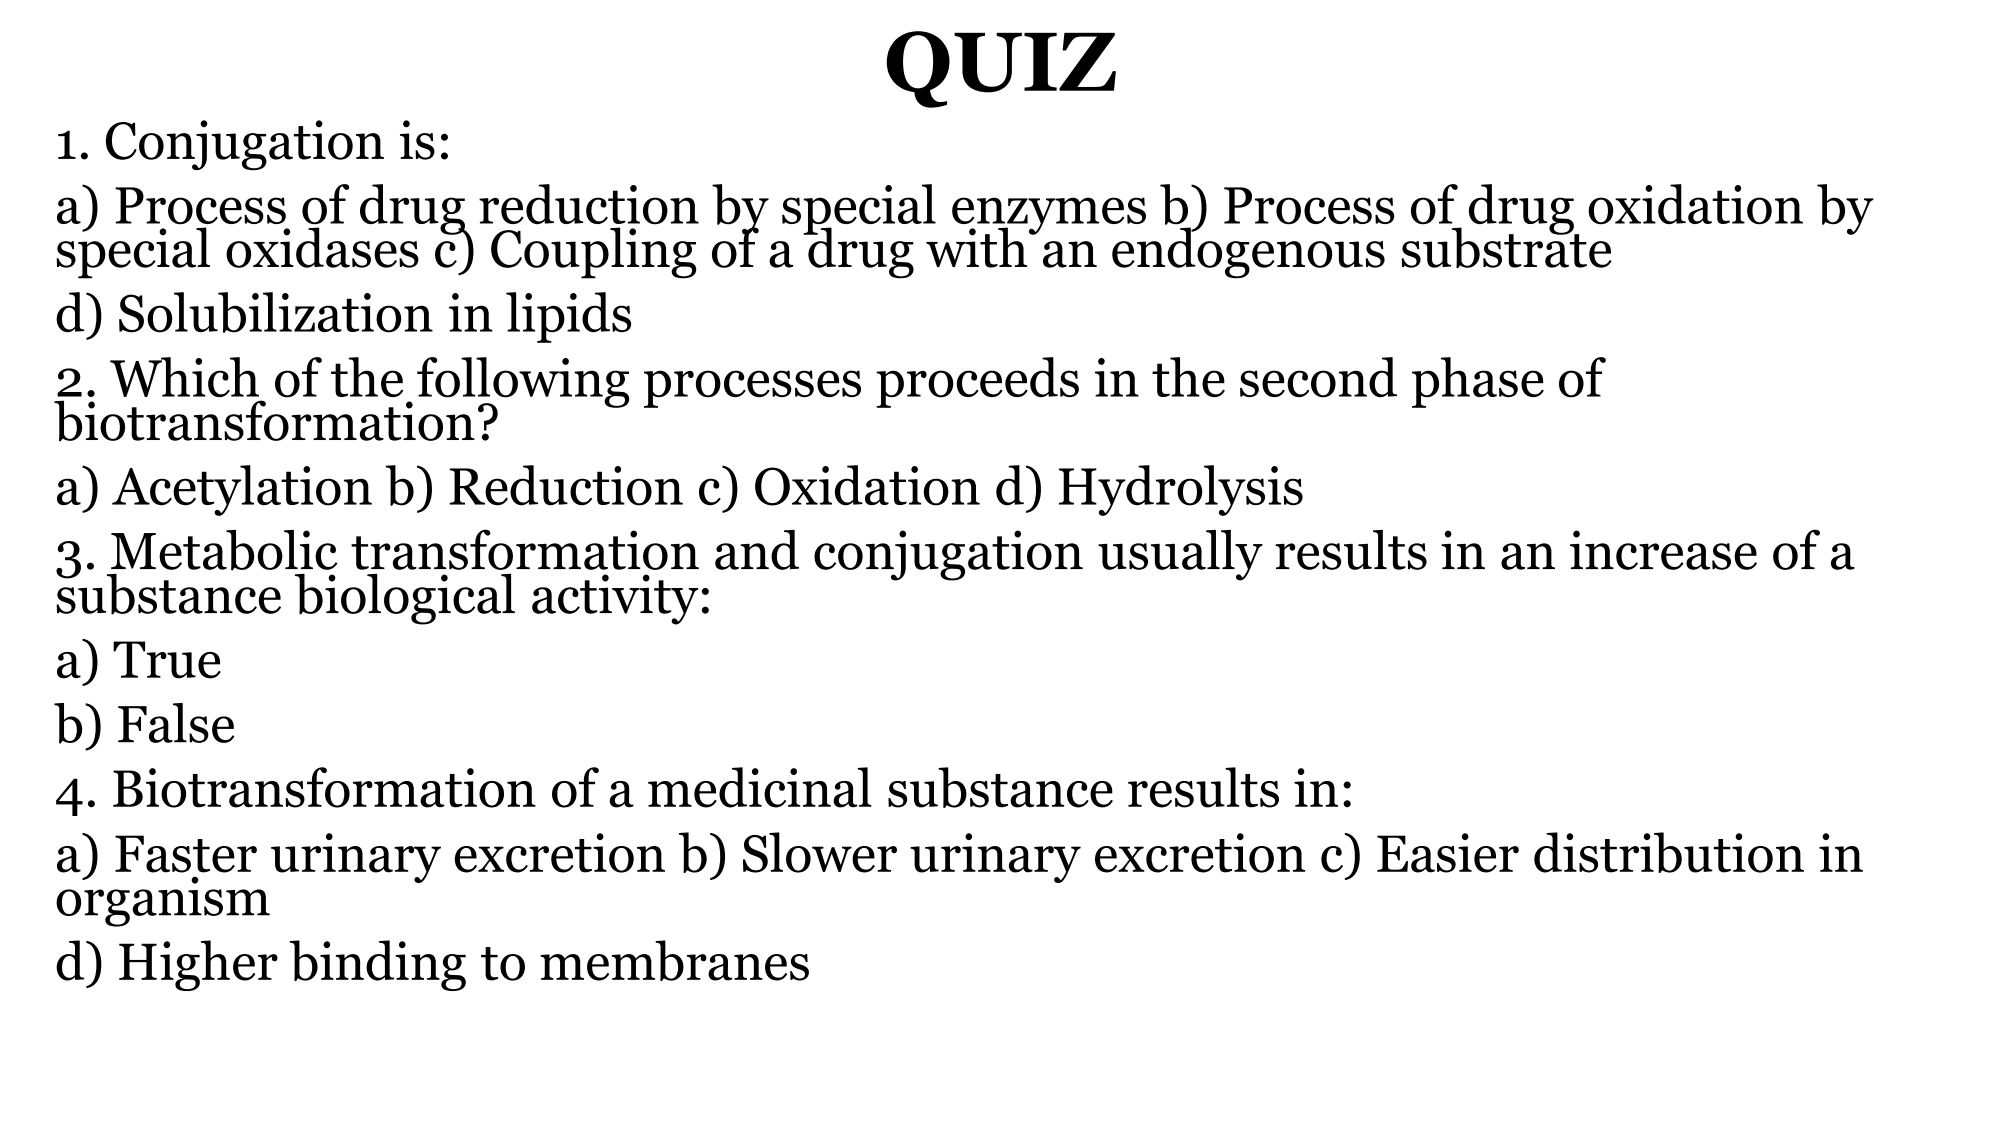 QUIZ
1. Conjugation is:
a) Process of drug reduction by special enzymes b) Process of drug oxidation by
special oxidases c) Coupling of a drug with an endogenous substrate
d) Solubilization in lipids
2. Which of the following processes proceeds in the second phase of
biotransformation?
a) Acetylation b) Reduction c) Oxidation d) Hydrolysis
3. Metabolic transformation and conjugation usually results in an increase of a
substance biological activity:
a) True
b) False
4. Biotransformation of a medicinal substance results in:
a) Faster urinary excretion b) Slower urinary excretion c) Easier distribution in
organism
d) Higher binding to membranes